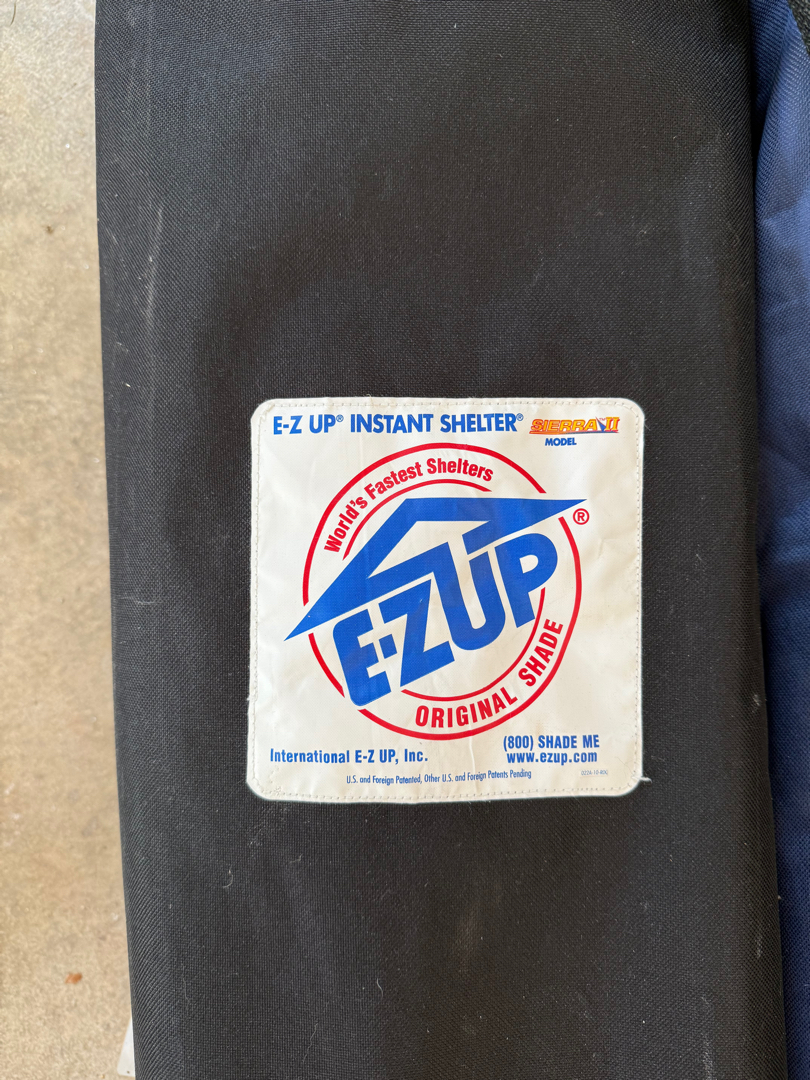 E-Z UP® INSTANT SHELTER® SIERRA II
MODEL
World's Fastest Shelters
E-Z UP ®
ORIGINAL SHADE
International E-Z UP, Inc.
(800) SHADE ME
www.ezup.com
U.S. and Foreign Patented, Other U.S. and Foreign Patents Pending